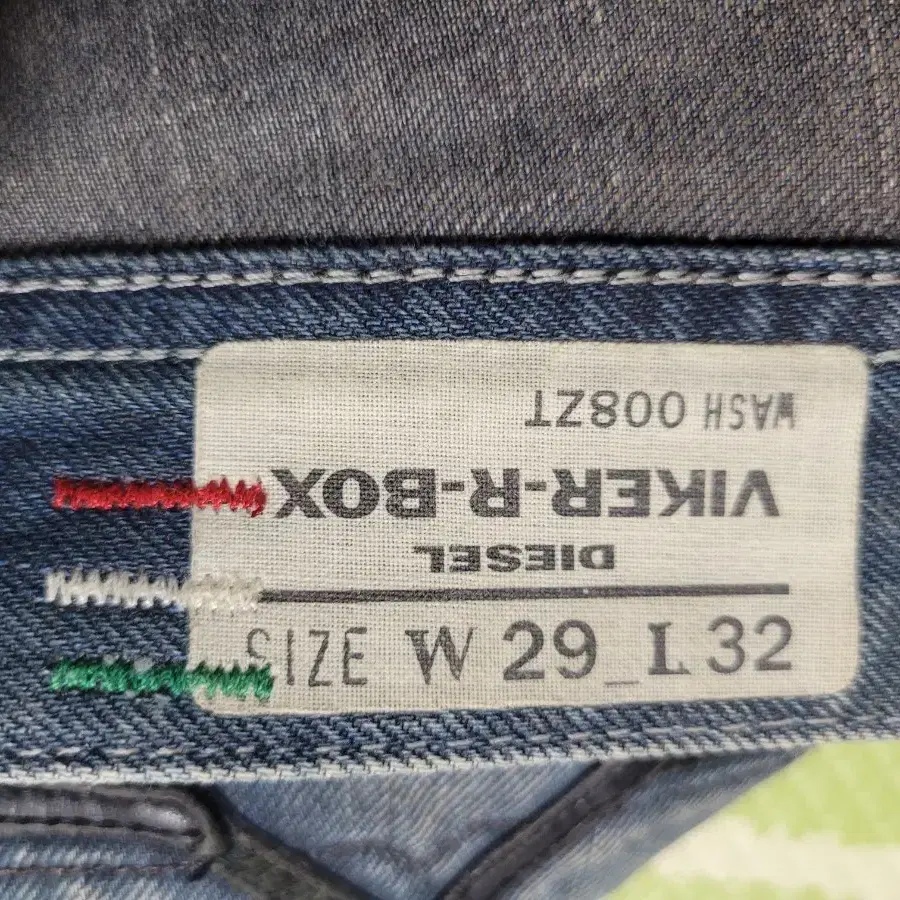 WASH 008ZT
VIKER-R-BOX
DIESEL
SIZE W 29_L 32